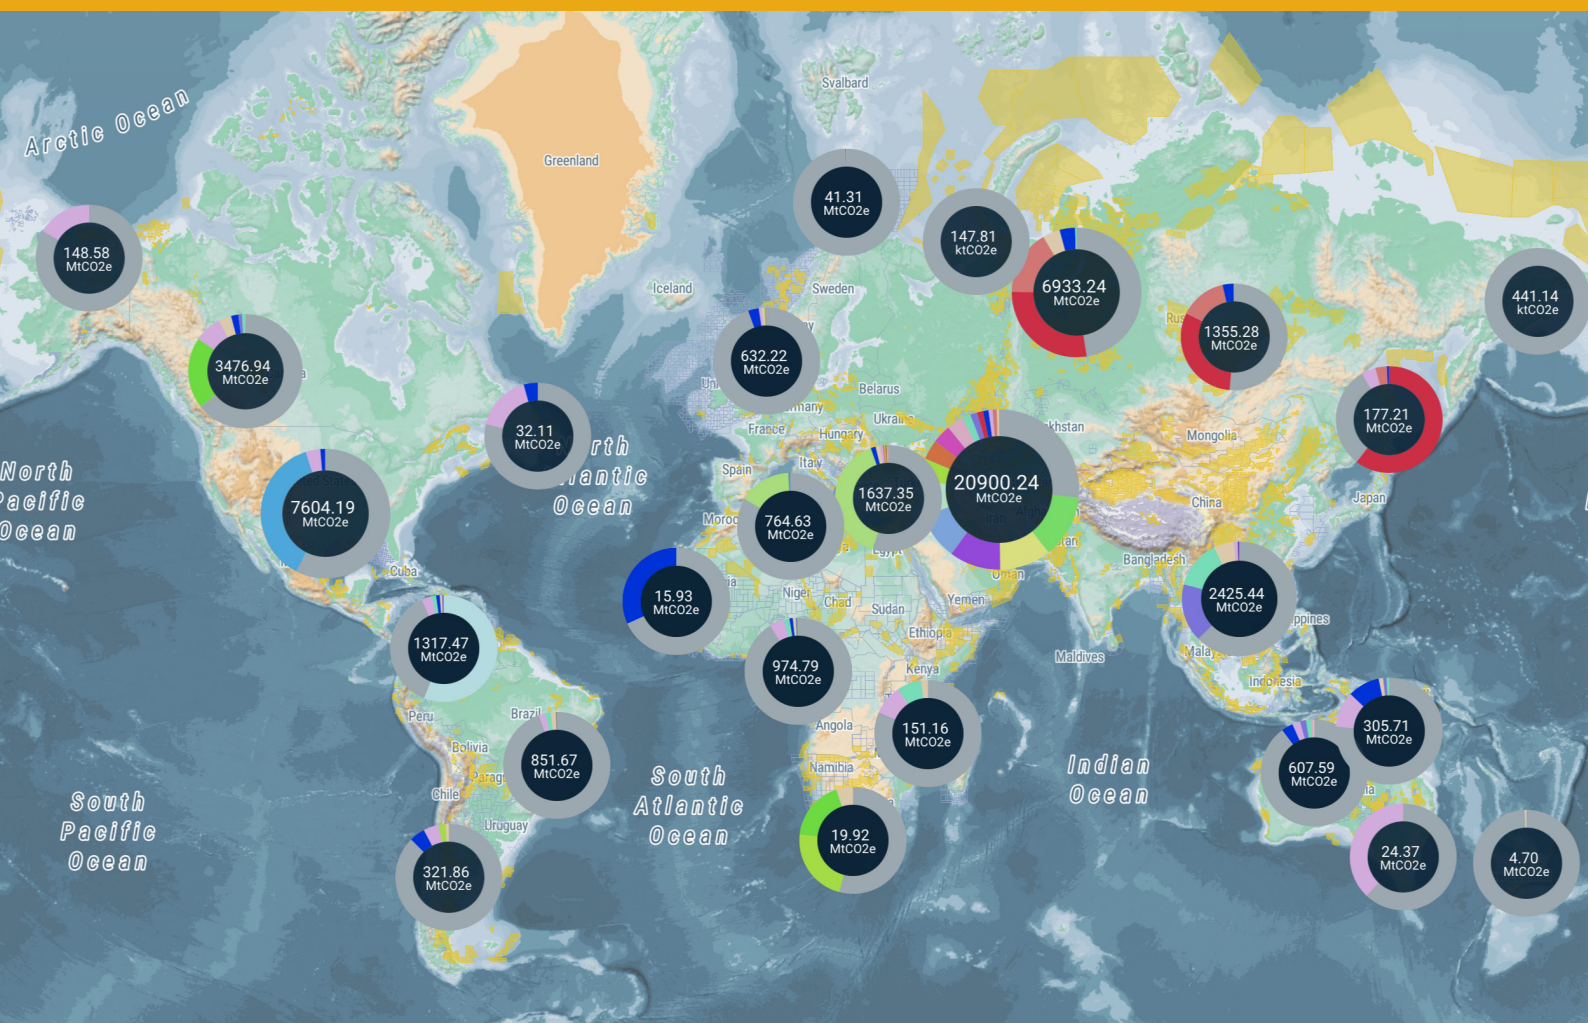 Svalbard
Arctic Ocean
Greenland
41.31
MtCO2e
148.58
MtCO2e
147.81
ktCO2e
Iceland
Sweden
6933.24
MtCO2e
441.14
ktCO2e
1355.28
MtCO2e
632.22
MtCO2e
3476.94
MtCO2e
Belarus
177.21
MtCO2e
France
Hungary
Mongolia
32.11
MtCO2e
Spain
Italy
North
Pacific
Ocean
Ocean
20900.24
MtCO2e
1637.35
MtCO2e
China
Japan
7604.19
MtCO2e
764.63
MtCO2e
Cuba
Bangladesh
Oman
15.93
MtCO2e
Niger
Chad
Sudan
Yemen
2425.44
MtCO2e
Ethiopia
1317.47
MtCO2e
Maldives
974.79
MtCO2e
Kenya
Indonesia
Peru
Brazil
Angola
151.16
MtCO2e
305.71
MtCO2e
Bolivia
851.67
MtCO2e
Namibia
607.59
MtCO2e
South
Atlantic
Ocean
Indian
Ocean
Chile
South
Pacific
Ocean
Uruguay
19.92
MtCO2e
24.37
MtCO2e
4.70
MtCO2e
321.86
MtCO2e